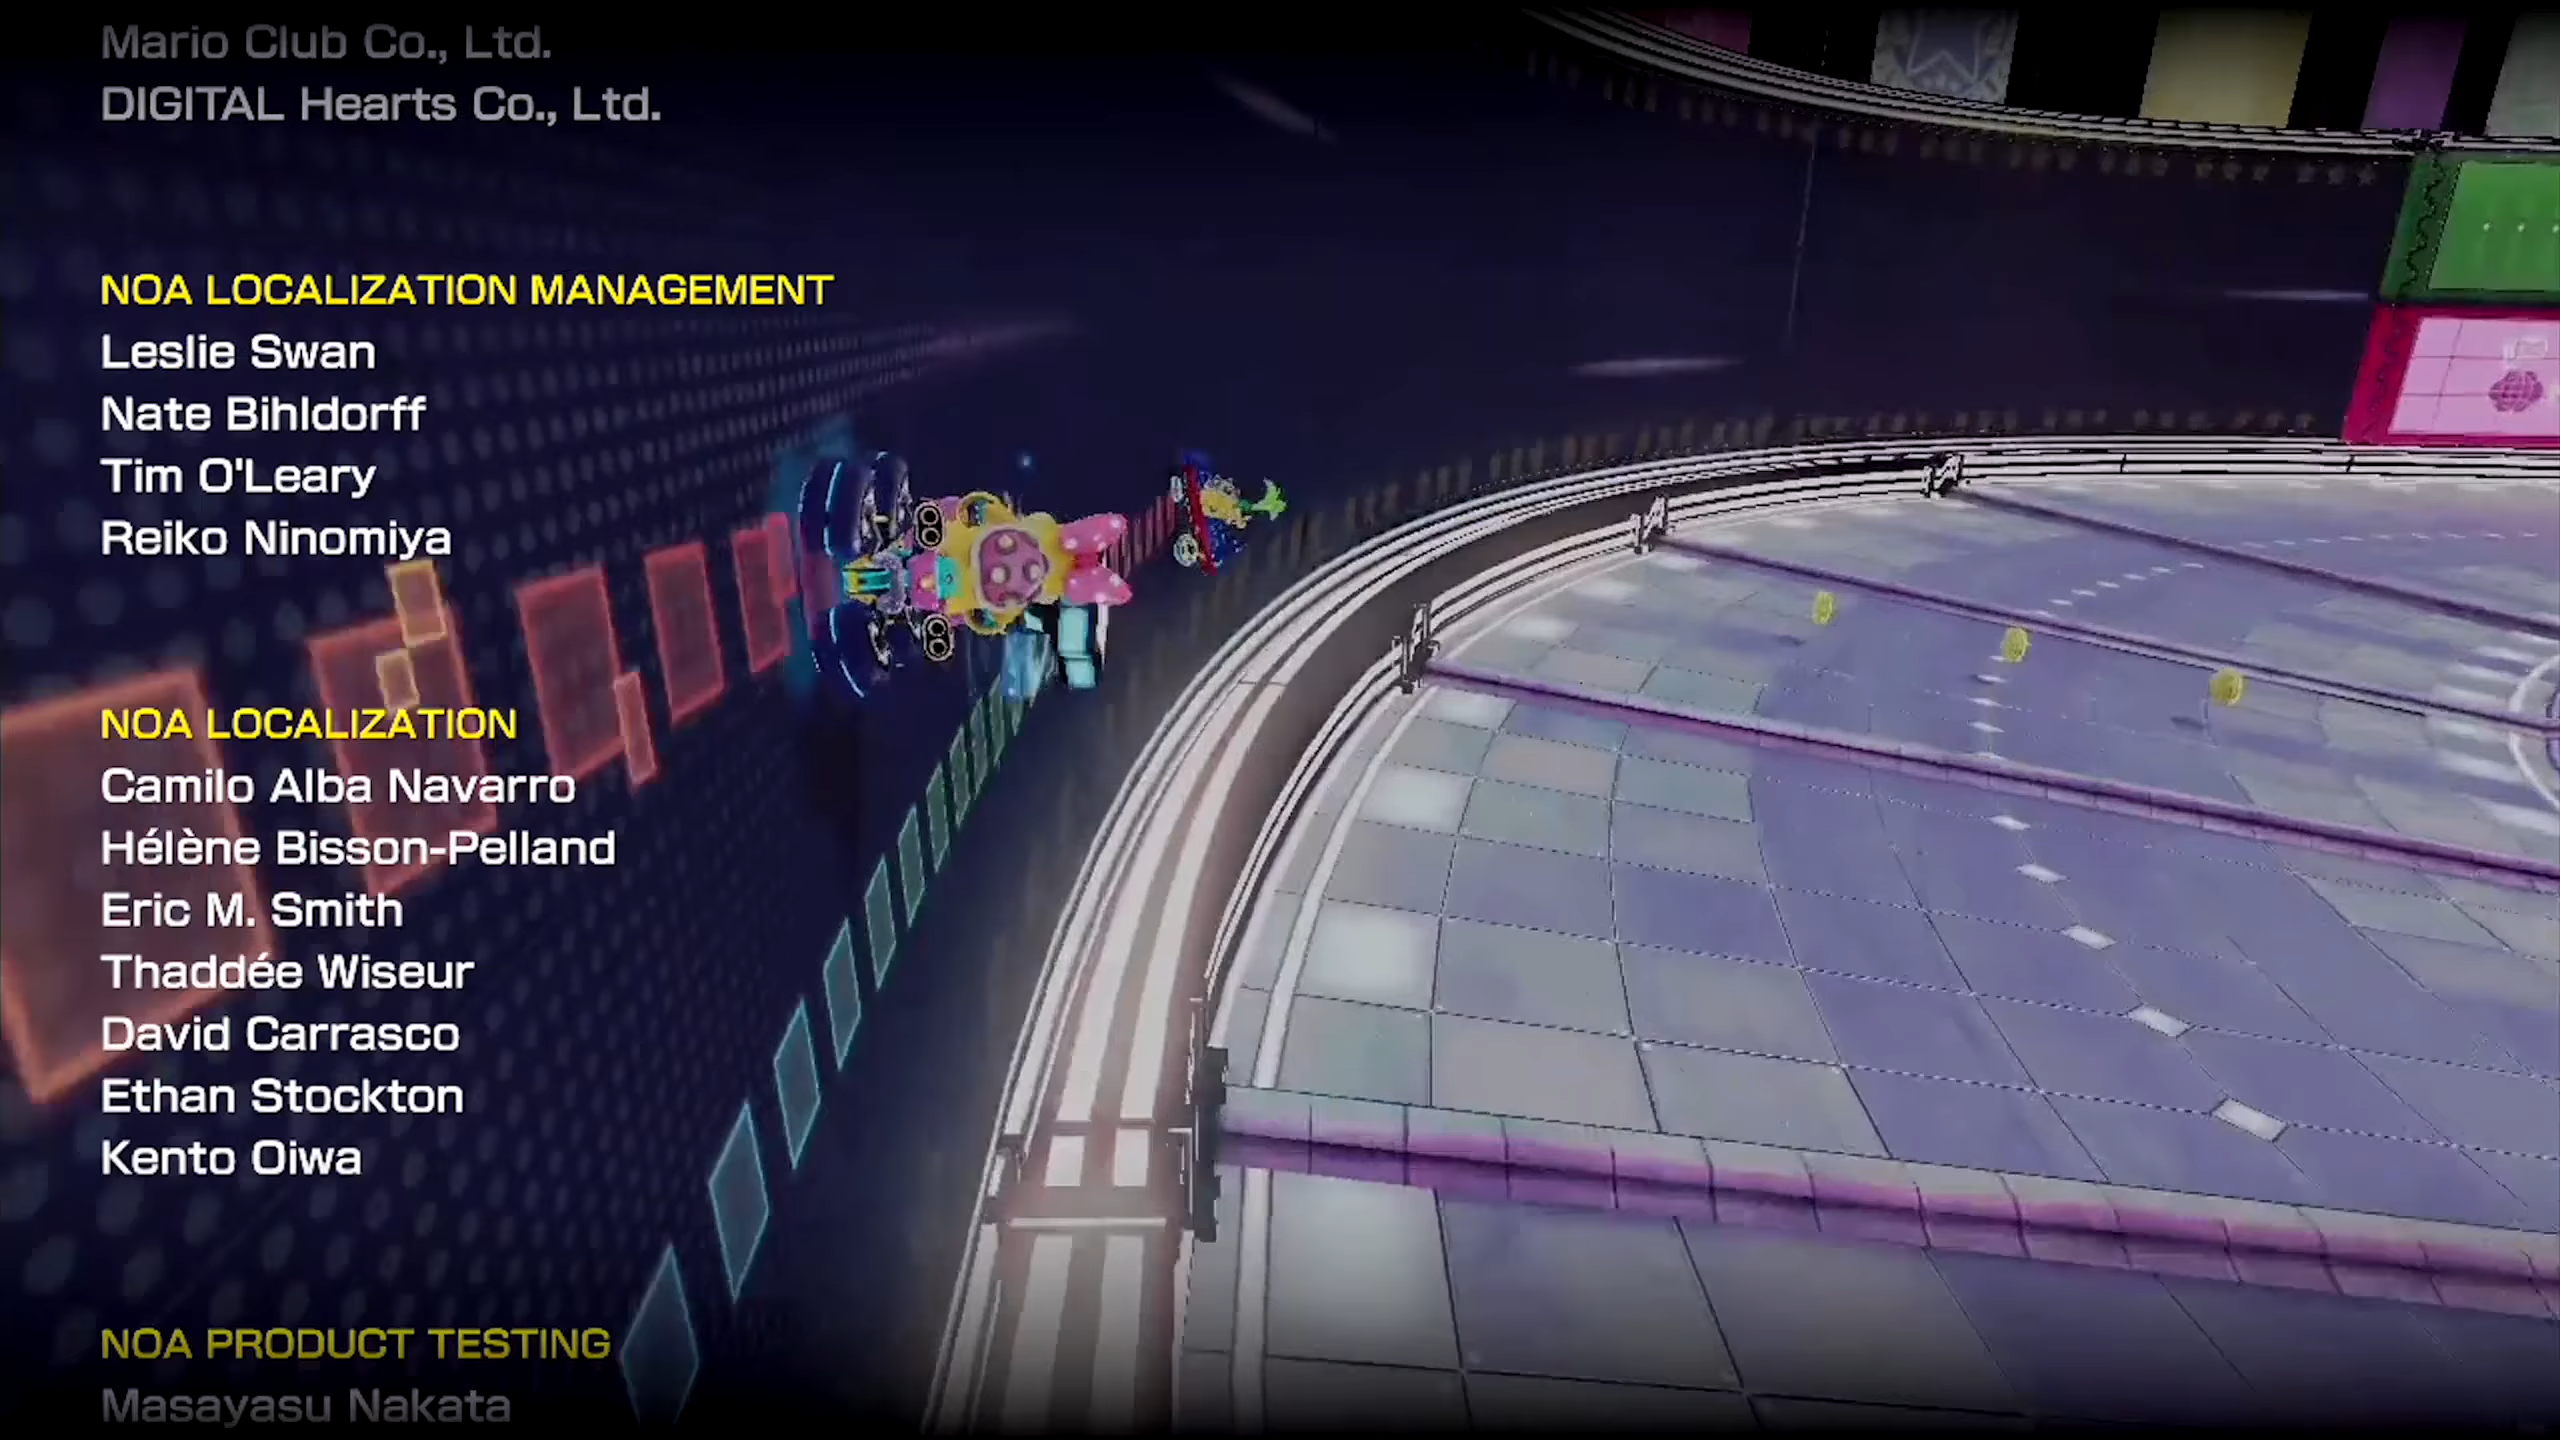 Mario Club Co., Ltd.
DIGITAL Hearts Co., Ltd.
NOA LOCALIZATION MANAGEMENT
Leslie Swan
Nate Bihldorff
Tim O'Leary
Reiko Ninomiya
NOA LOCALIZATION
Camilo Alba Navarro
Hélène Bisson-Pelland
Eric M. Smith
Thaddée Wiseur
David Carrasco
Ethan Stockton
Kento Oiwa
NOA PRODUCT TESTING
Masayasu Nakata